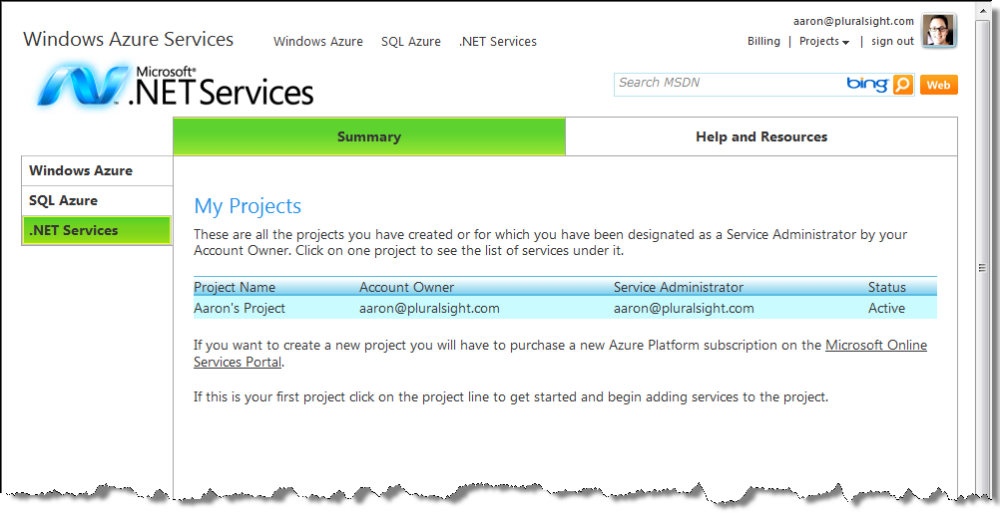 aaron@pluralsight.com
Windows Azure Services Windows Azure SQL Azure .NET Services Billing | Projects | sign out
Microsoft®
.NET Services
™
Search MSDN bing Web
Summary Help and Resources
Windows Azure
SQL Azure
.NET Services
My Projects
These are all the projects you have created or for which you have been designated as a Service Administrator by your
Account Owner. Click on one project to see the list of services under it.
Project Name Account Owner Service Administrator Status
Aaron's Project aaron@pluralsight.com aaron@pluralsight.com Active
If you want to create a new project you will have to purchase a new Azure Platform subscription on the Microsoft Online
Services Portal.
If this is your first project click on the project line to get started and begin adding services to the project.